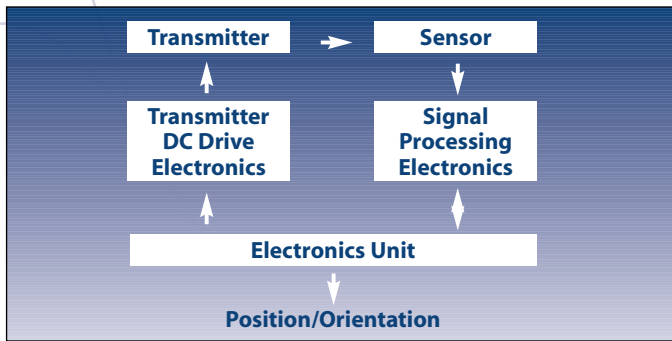 Transmitter
Sensor
Transmitter
DC Drive
Electronics
Signal
Processing
Electronics
Electronics Unit
Position/Orientation